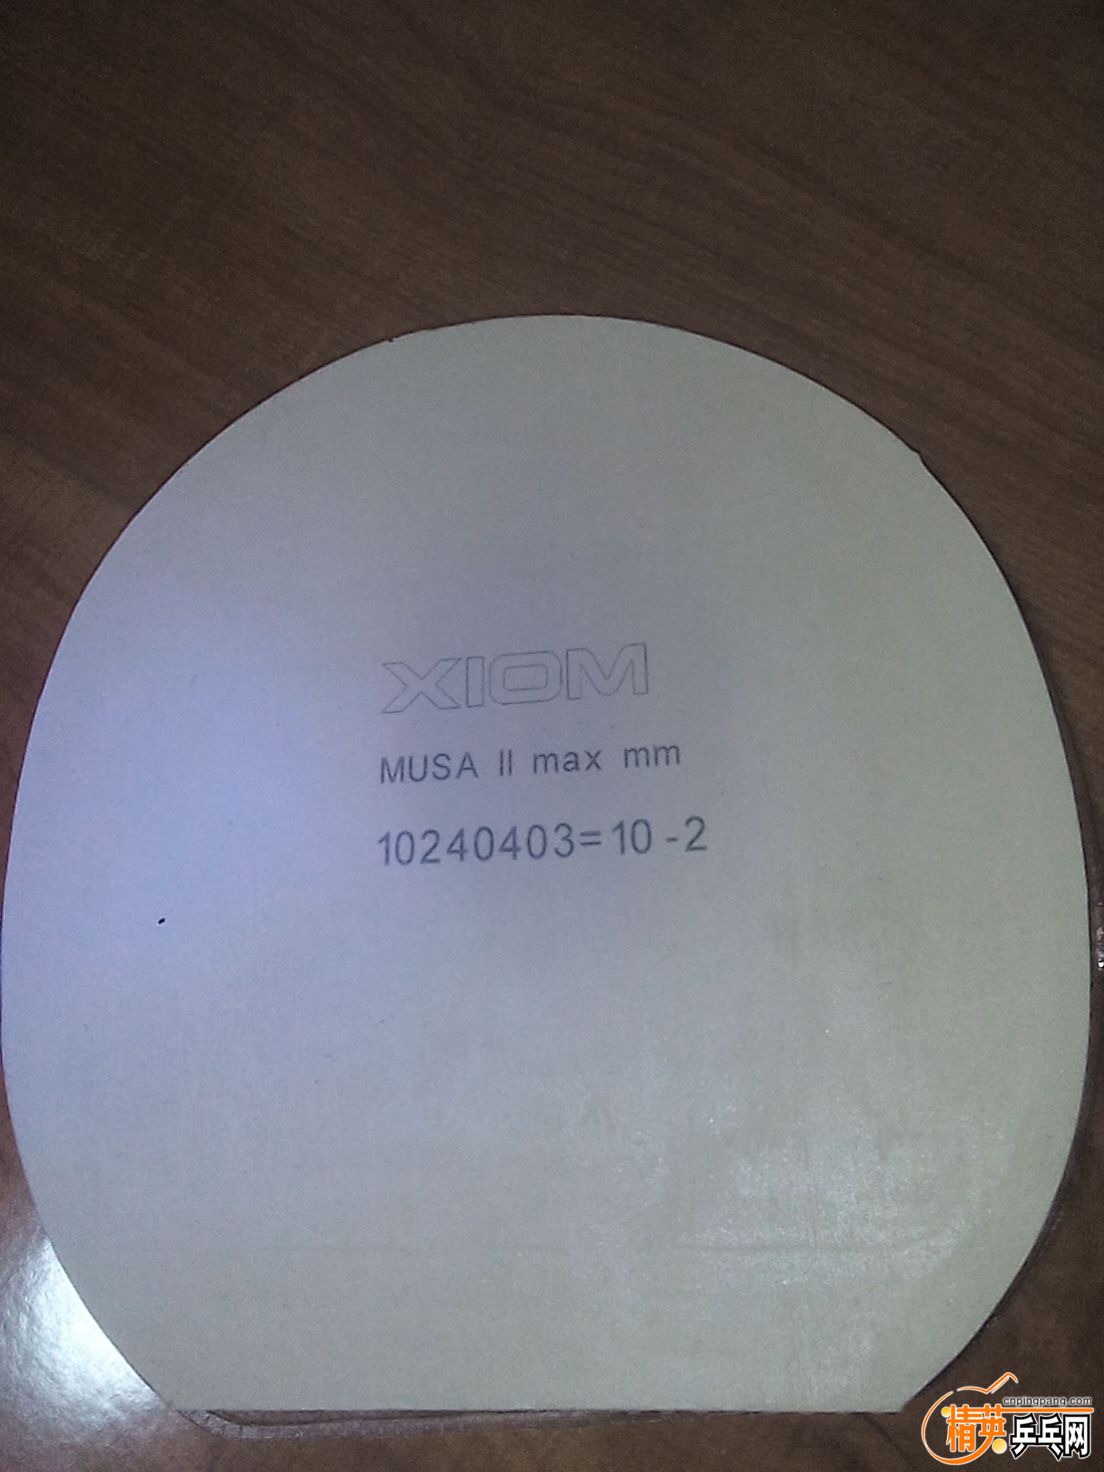 XIOM
MUSA II max mm
10240403=10 -2
cnpingpang.com
精英乒乓网